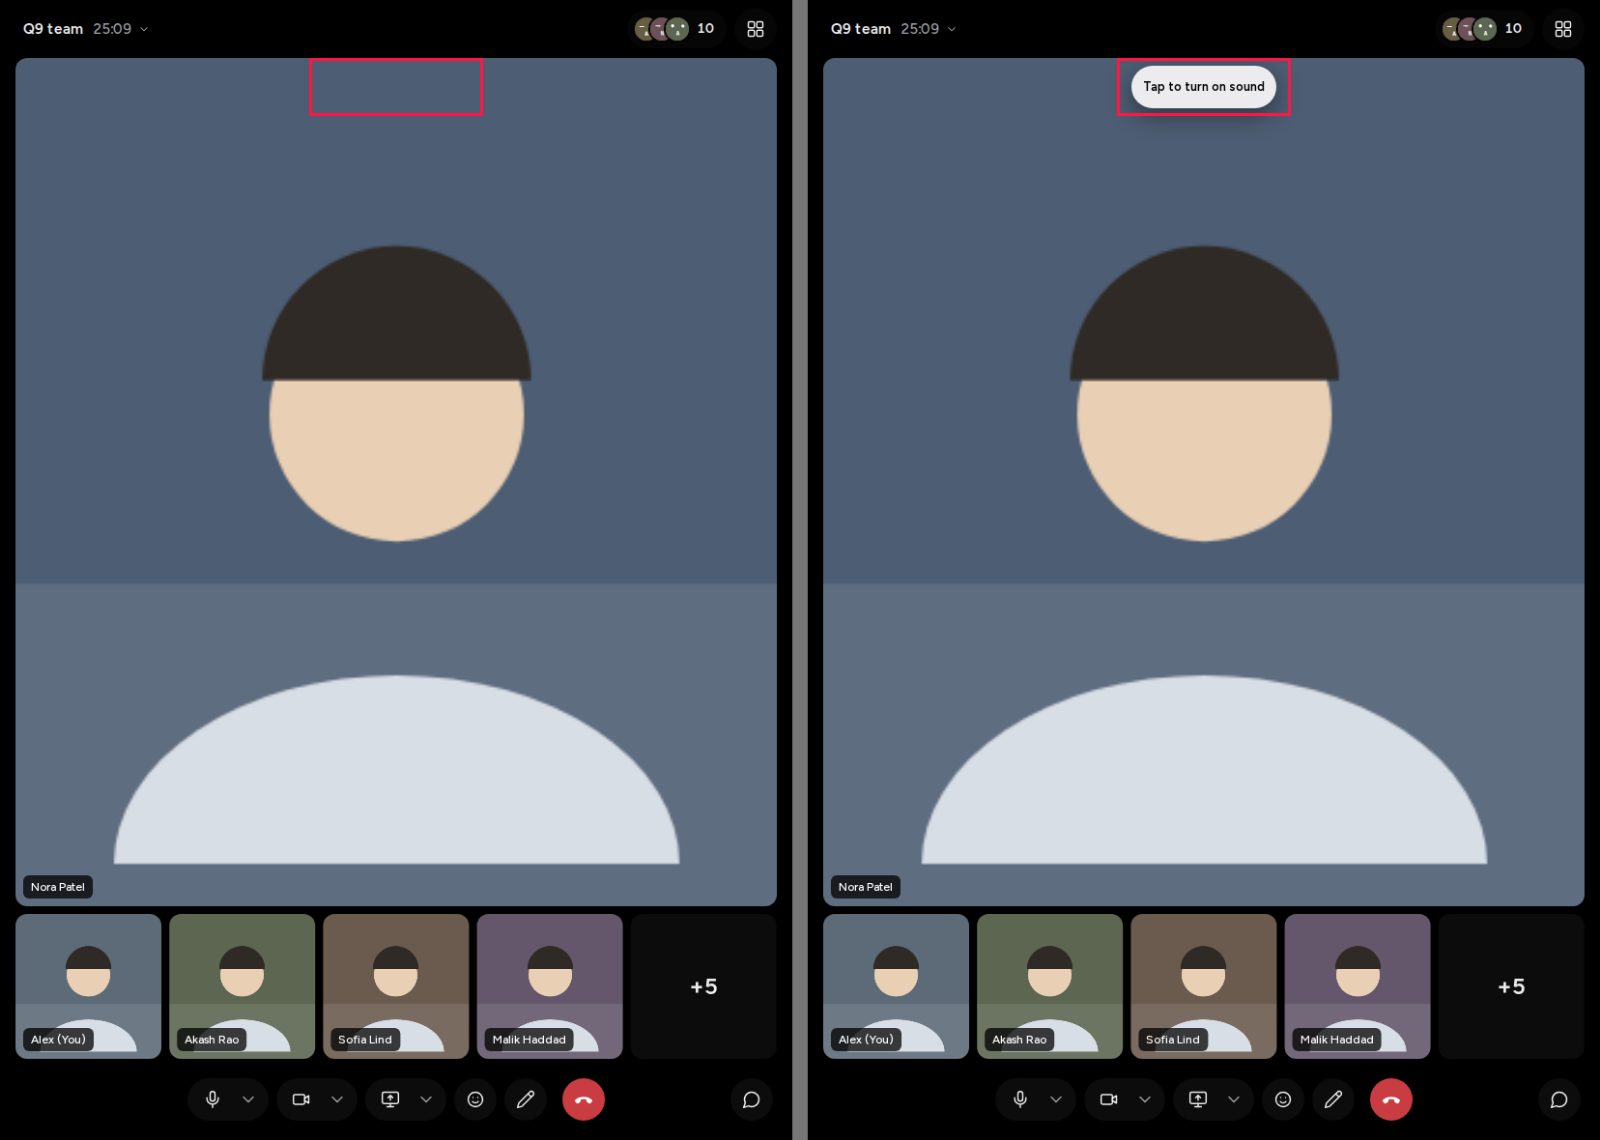 Q9 team 25:09
10
Nora Patel
Alex (You)
Akash Rao
Sofia Lind
Malik Haddad
+5
Q9 team 25:09
10
Tap to turn on sound
Nora Patel
Alex (You)
Akash Rao
Sofia Lind
Malik Haddad
+5